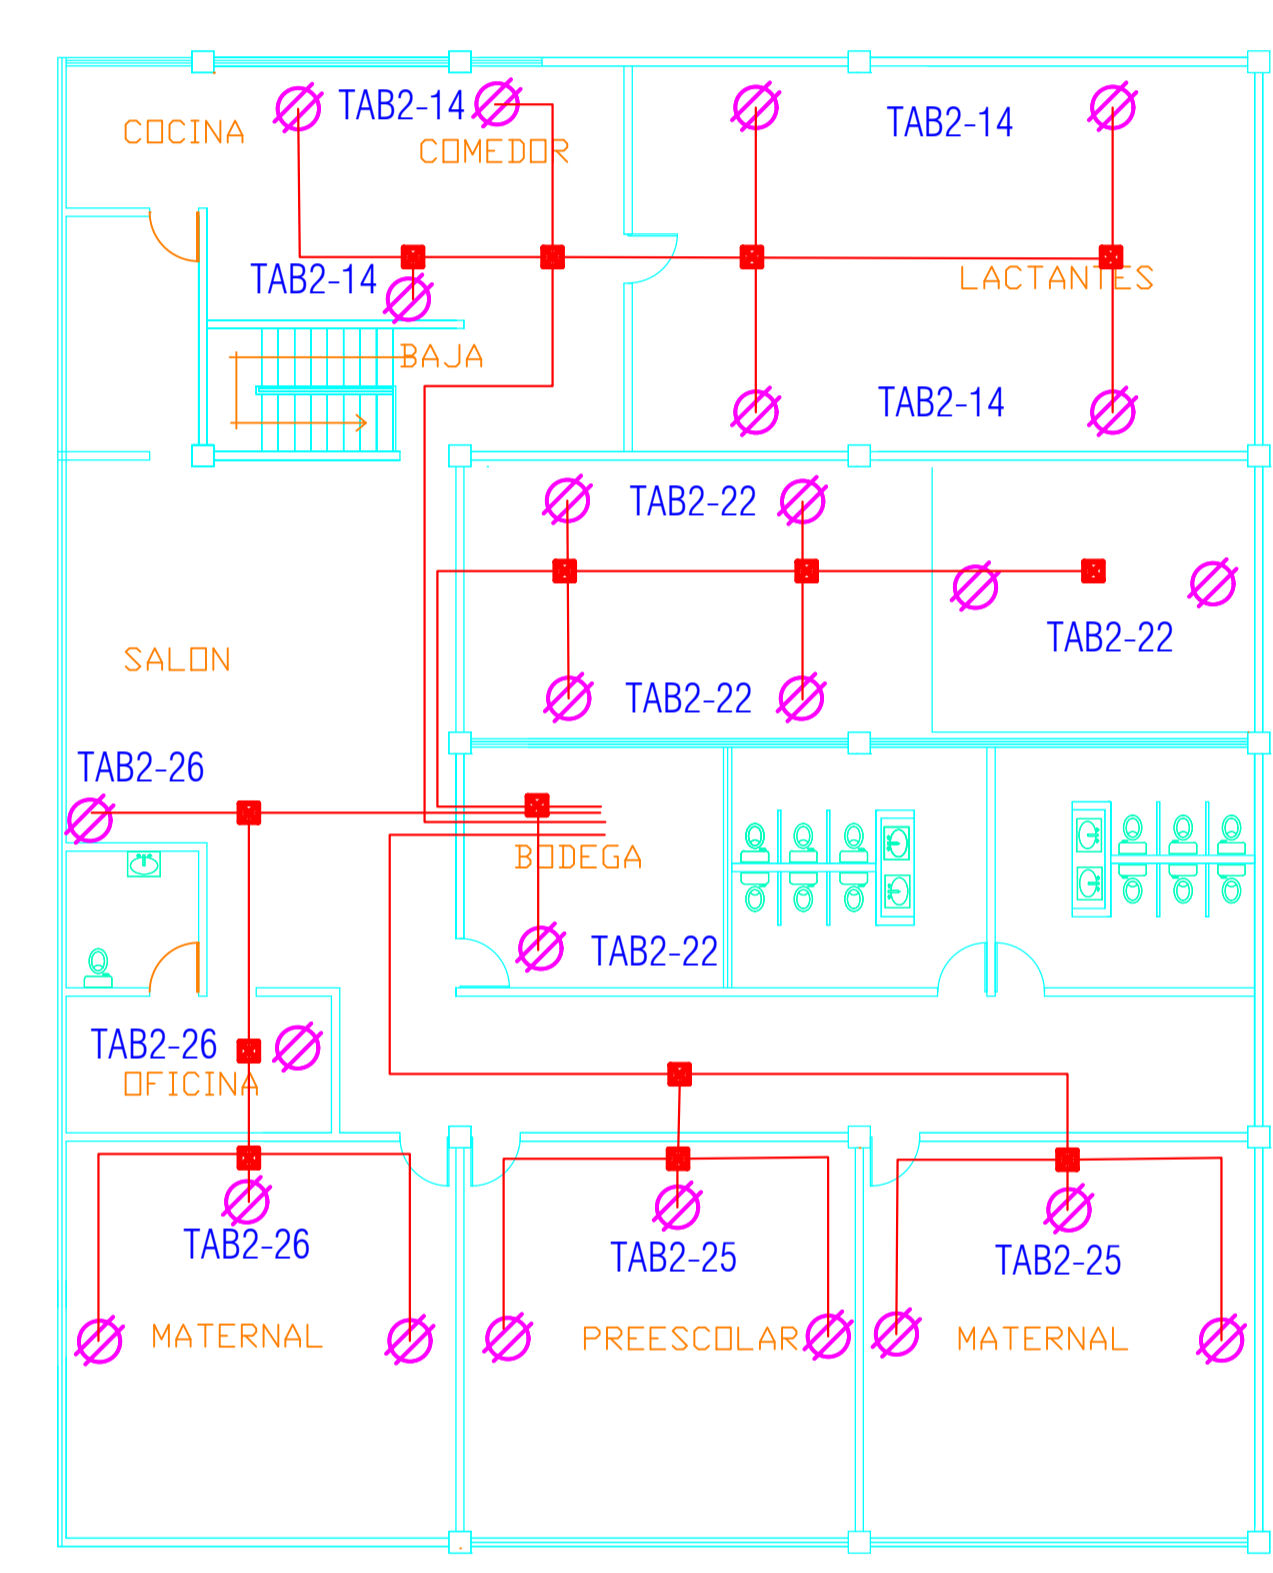 TAB2-14
COCINA
COMEDOR
TAB2-14
TAB2-14
LACTANTES
BAJA
TAB2-14
TAB2-22
TAB2-22
SALON
TAB2-22
TAB2-26
BODEGA
TAB2-22
TAB2-26
OFICINA
TAB2-26
TAB2-25
TAB2-25
MATERNAL
PREESCOLAR
MATERNAL